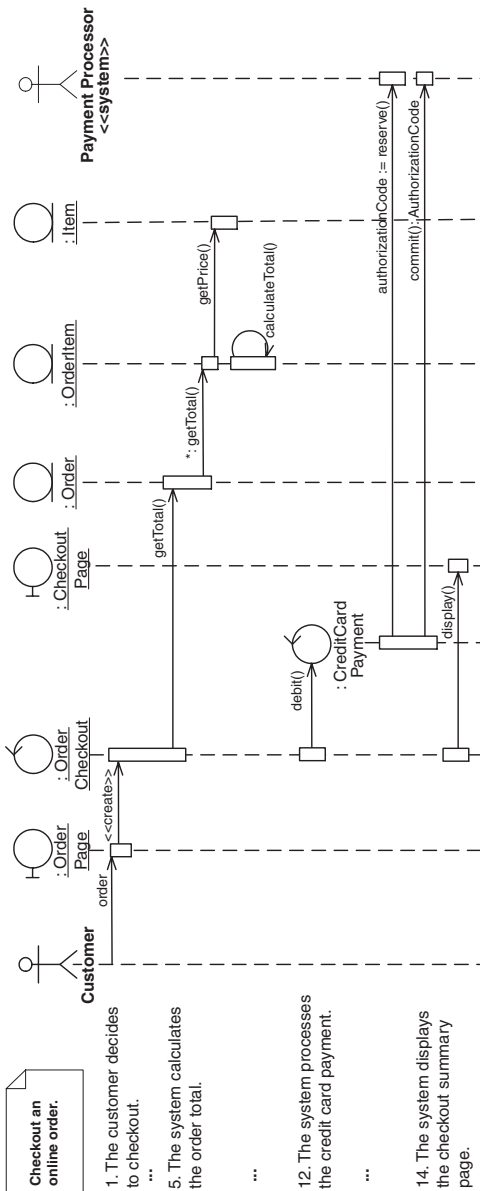 Checkout an
online order.
Customer
: Order
Page
: Order
Checkout
: Checkout
Page
: Order
: OrderItem
: Item
Payment Processor
<<system>>
1. The customer decides
to checkout.
...
order
<<create>>
5. The system calculates
the order total.
getTotal()
*: getTotal()
getPrice()
calculateTotal()
...
12. The system processes
the credit card payment.
debit()
: CreditCard
Payment
...
authorizationCode := reserve()
commit(): AuthorizationCode
14. The system displays
the checkout summary
page.
display()